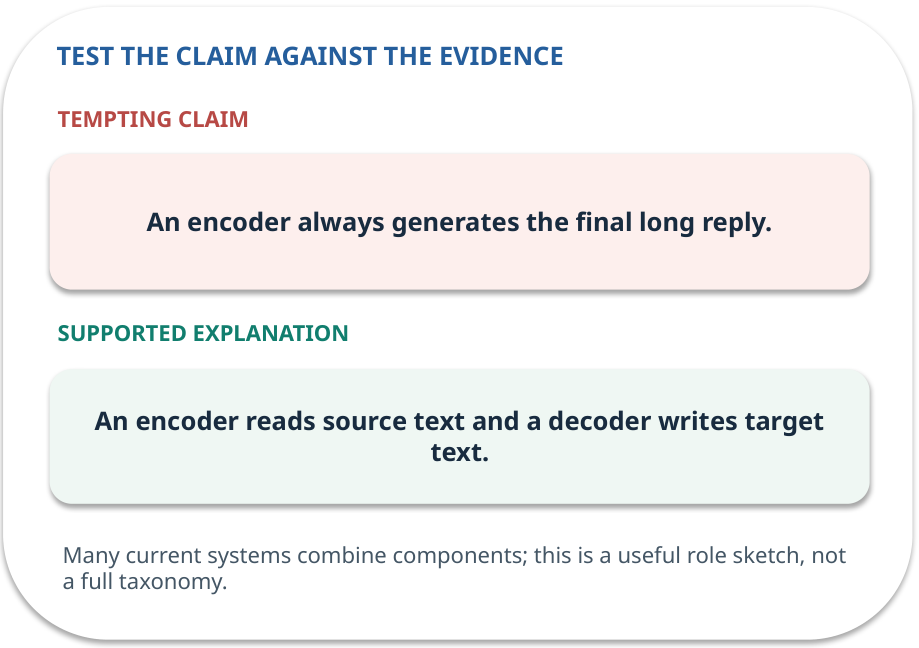 TEST THE CLAIM AGAINST THE EVIDENCE
TEMPTING CLAIM
An encoder always generates the final long reply.
SUPPORTED EXPLANATION
An encoder reads source text and a decoder writes target
text.
Many current systems combine components; this is a useful role sketch, not
a full taxonomy.